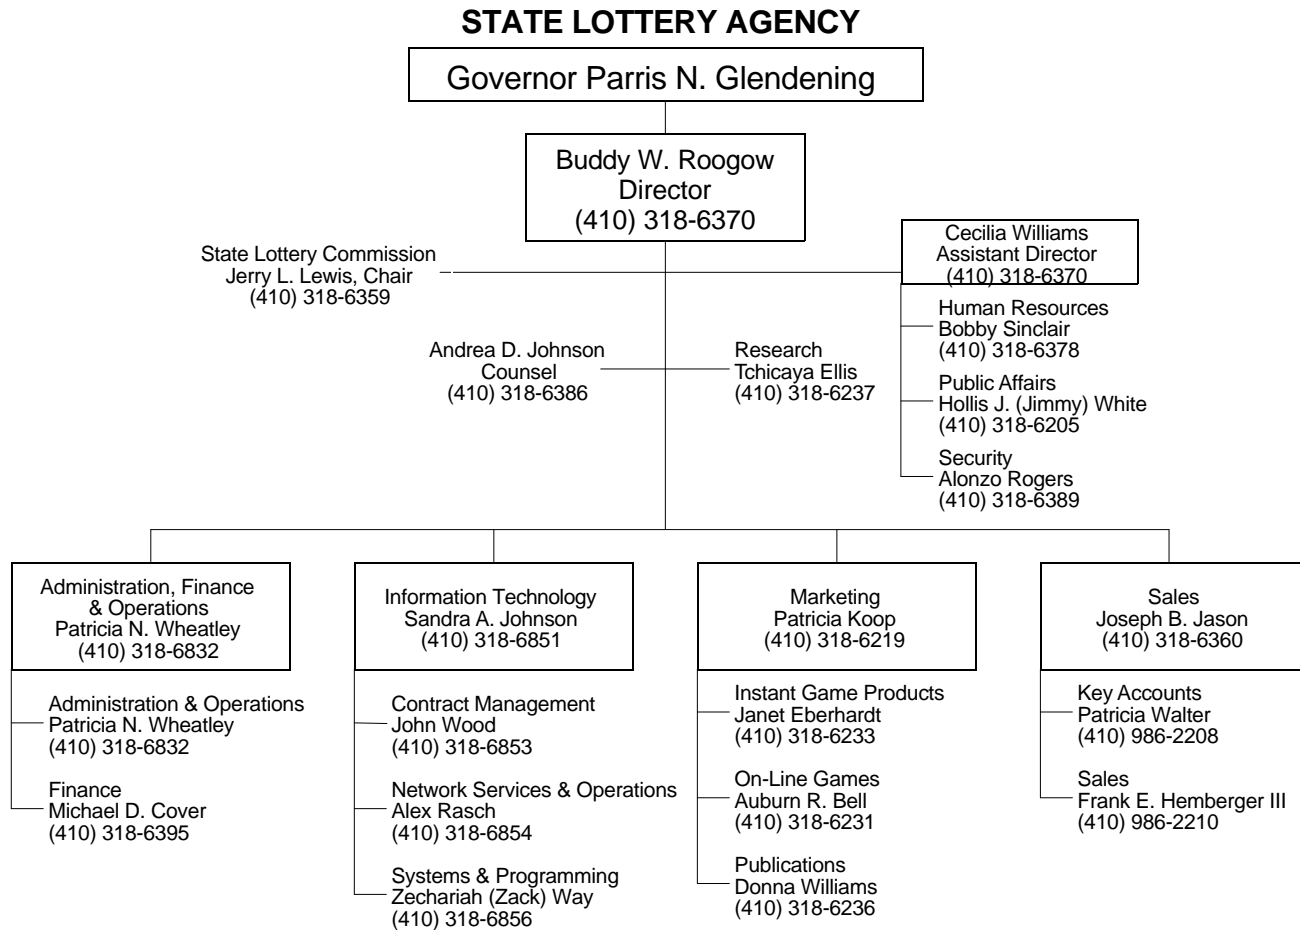 STATE LOTTERY AGENCY
Governor Parris N. Glendening
Buddy W. Roogow
Director
(410) 318-6370
State Lottery Commission
Jerry L. Lewis, Chair
(410) 318-6359
Cecilia Williams
Assistant Director
(410) 318-6370
Human Resources
Bobby Sinclair
(410) 318-6378
Public Affairs
Hollis J. (Jimmy) White
(410) 318-6205
Security
Alonzo Rogers
(410) 318-6389
Andrea D. Johnson
Counsel
(410) 318-6386
Research
Tchicaya Ellis
(410) 318-6237
Administration, Finance
& Operations
Patricia N. Wheatley
(410) 318-6832
Administration & Operations
Patricia N. Wheatley
(410) 318-6832
Finance
Michael D. Cover
(410) 318-6395
Information Technology
Sandra A. Johnson
(410) 318-6851
Contract Management
John Wood
(410) 318-6853
Network Services & Operations
Alex Rasch
(410) 318-6854
Systems & Programming
Zechariah (Zack) Way
(410) 318-6856
Marketing
Patricia Koop
(410) 318-6219
Instant Game Products
Janet Eberhardt
(410) 318-6233
On-Line Games
Auburn R. Bell
(410) 318-6231
Publications
Donna Williams
(410) 318-6236
Sales
Joseph B. Jason
(410) 318-6360
Key Accounts
Patricia Walter
(410) 986-2208
Sales
Frank E. Hemberger III
(410) 986-2210